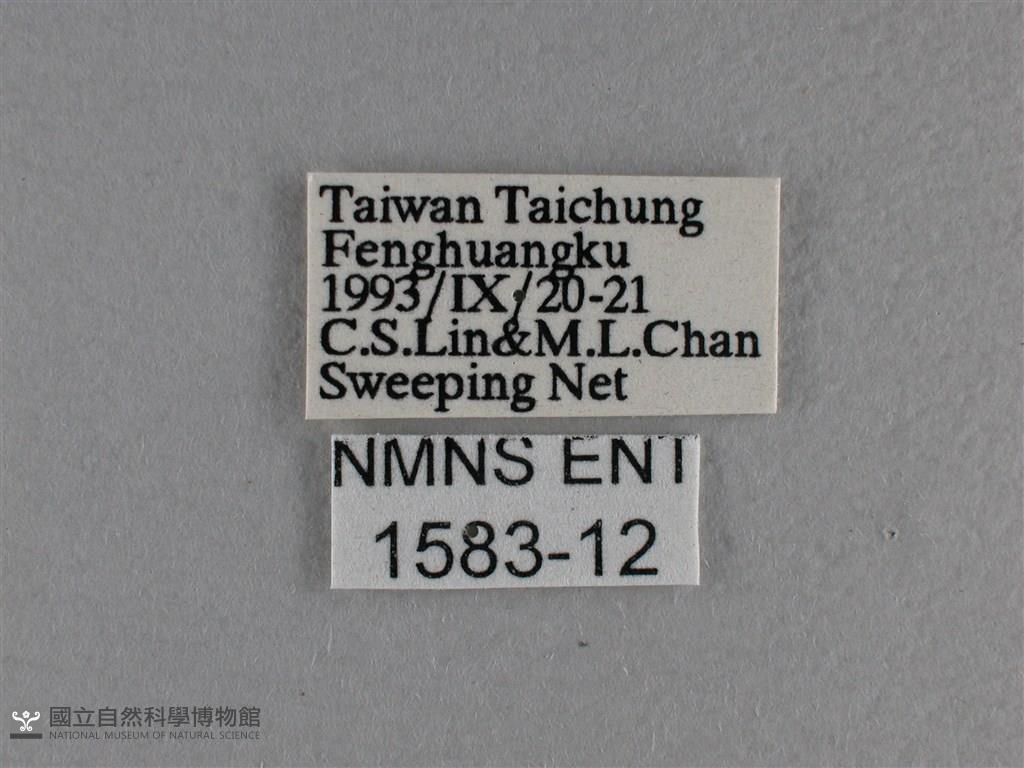 Taiwan Taichung
Fenghuangku
1993/IX/20-21
C.S.Lin&M.L.Chan
Sweeping Net
NMNS ENT
1583-12
國立自然科學博物館
NATIONAL MUSEUM OF NATURAL SCIENCE